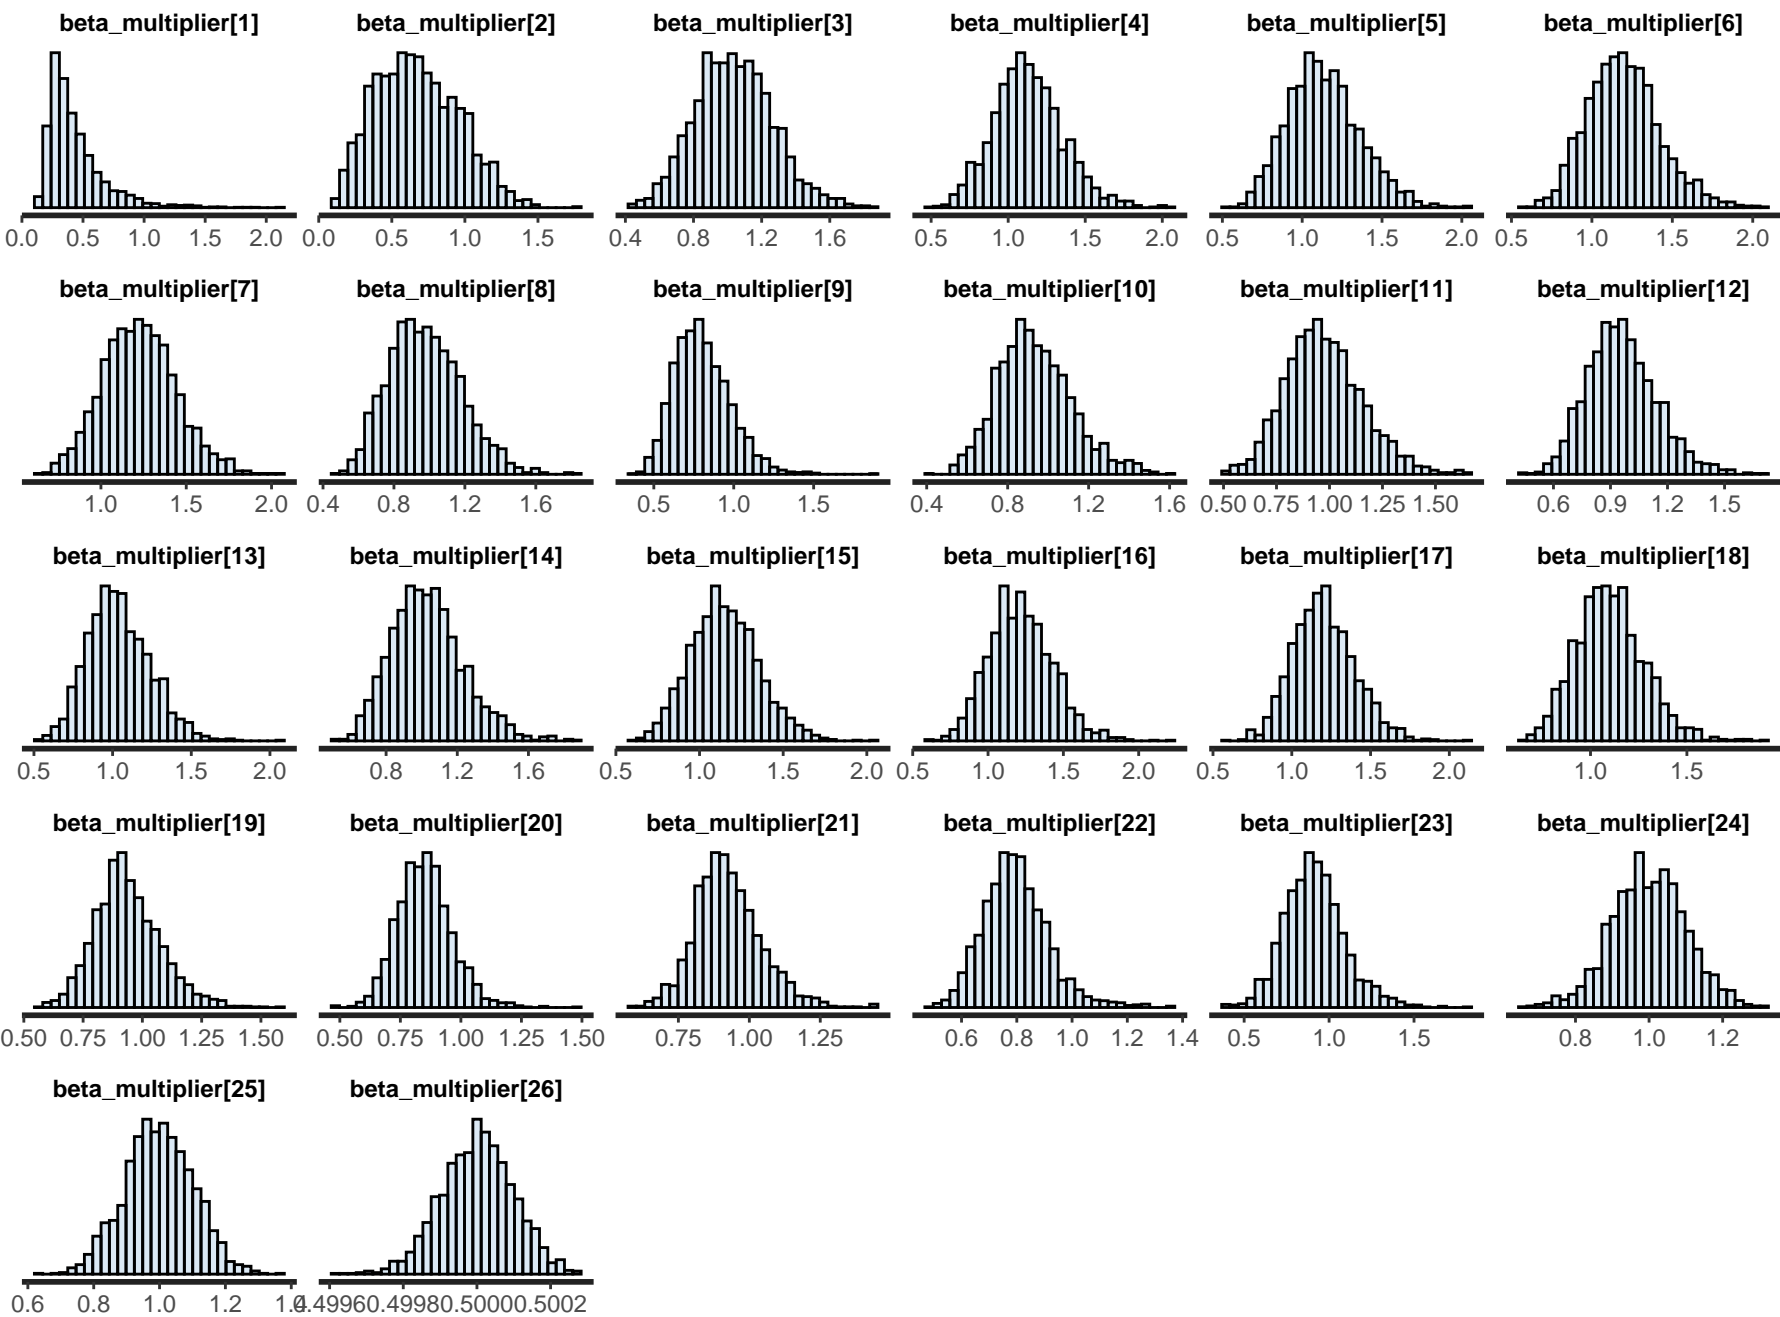 beta_multiplier[1] beta_multiplier[2] beta_multiplier[3] beta_multiplier[4] beta_multiplier[5] beta_multiplier[6]
0.0 0.5 1.0 1.5 2.0 0.0 0.5 1.0 1.5 0.4 0.8 1.2 1.6 0.5 1.0 1.5 2.0 0.5 1.0 1.5 2.0 0.5 1.0 1.5 2.0
beta_multiplier[7] beta_multiplier[8] beta_multiplier[9] beta_multiplier[10] beta_multiplier[11] beta_multiplier[12]
1.0 1.5 2.0 0.4 0.8 1.2 1.6 0.5 1.0 1.5 0.4 0.8 1.2 1.6 0.50 0.75 1.00 1.25 1.50 0.6 0.9 1.2 1.5
beta_multiplier[13] beta_multiplier[14] beta_multiplier[15] beta_multiplier[16] beta_multiplier[17] beta_multiplier[18]
0.5 1.0 1.5 2.0 0.8 1.2 1.6 0.5 1.0 1.5 2.0 0.5 1.0 1.5 2.0 0.5 1.0 1.5 2.0 1.0 1.5
beta_multiplier[19] beta_multiplier[20] beta_multiplier[21] beta_multiplier[22] beta_multiplier[23] beta_multiplier[24]
0.50 0.75 1.00 1.25 1.50 0.50 0.75 1.00 1.25 1.50 0.75 1.00 1.25 0.6 0.8 1.0 1.2 1.4 0.5 1.0 1.5 0.8 1.0 1.2
beta_multiplier[25] beta_multiplier[26]
0.6 0.8 1.0 1.2 1.4 0.4996 0.4998 0.5000 0.5002